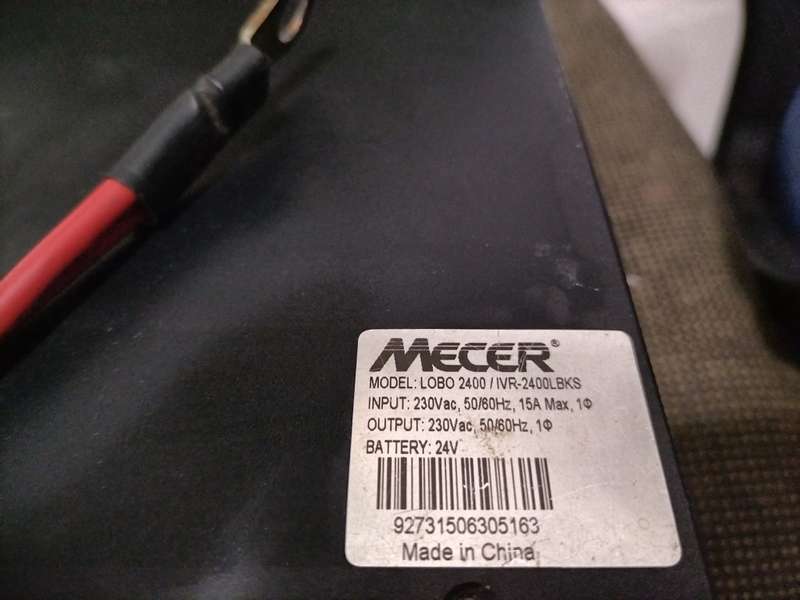 MECER®
MODEL: LOBO 2400 / IVR-2400LBKS
INPUT: 230Vac, 50/60Hz, 15A Max, 1Φ
OUTPUT: 230Vac, 50/60Hz, 1Φ
BATTERY: 24V
92731506305163
Made in China